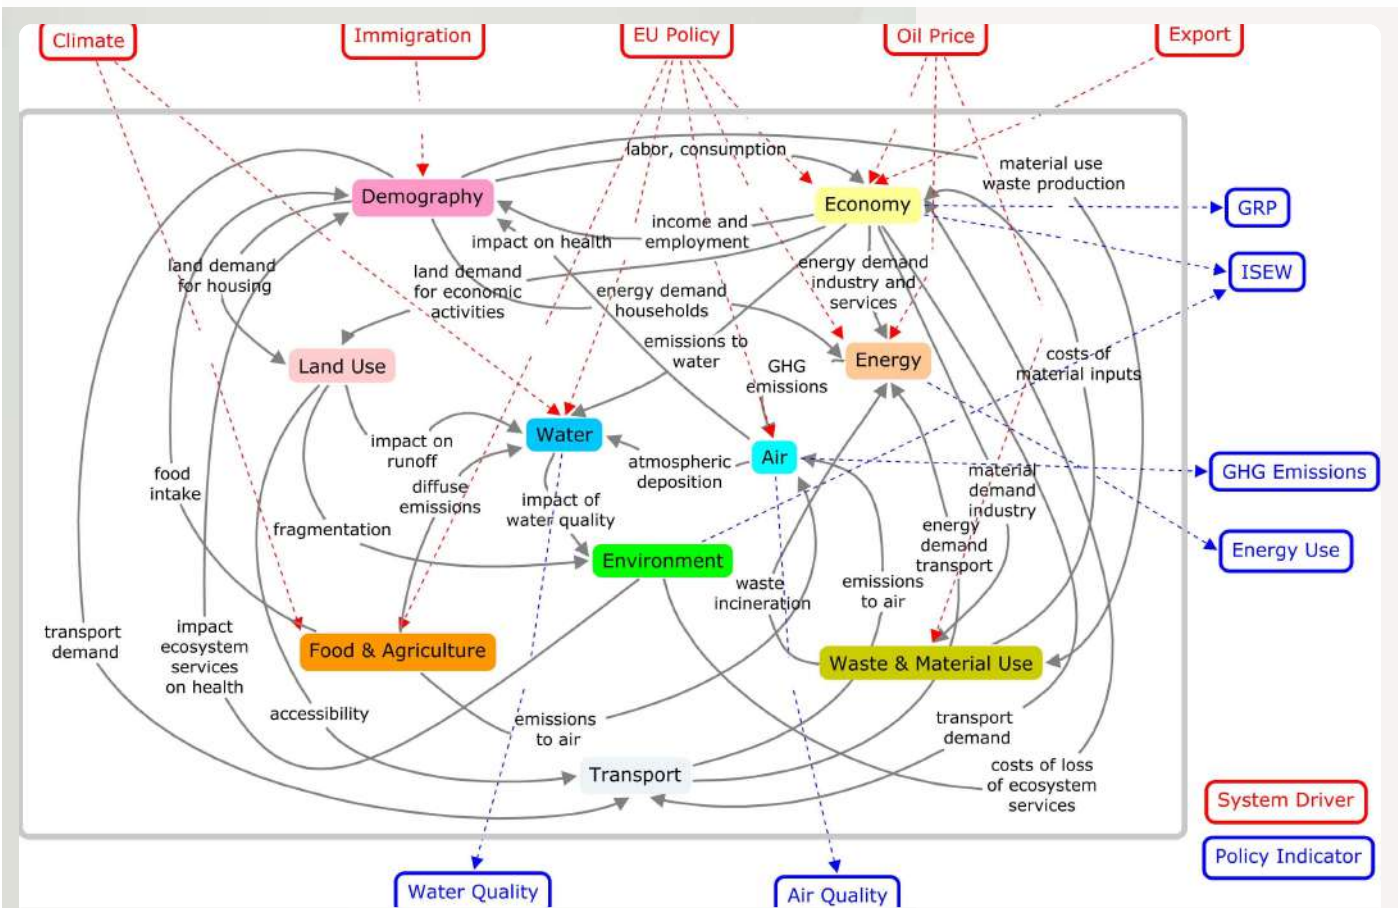 Climate
Immigration
EU Policy
Oil Price
Export
labor, consumption
material use
waste production
Demography
Economy
GRP
income and
employment
impact on health
ISEW
land demand
for housing
land demand
for economic
activities
energy demand
industry and
services
energy demand
households
emissions to
water
Land Use
GHG
emissions
Energy
costs of
material inputs
Water
impact on
runoff
Air
atmospheric
deposition
GHG Emissions
food
intake
diffuse
emissions
impact of
water quality
material
demand
industry
fragmentation
energy
demand
transport
Energy Use
Environment
waste
incineration
emissions
to air
transport
demand
impact
ecosystem
services
on health
Food & Agriculture
Waste & Material Use
accessibility
emissions
to air
transport
demand
Transport
costs of loss
of ecosystem
services
System Driver
Policy Indicator
Water Quality
Air Quality